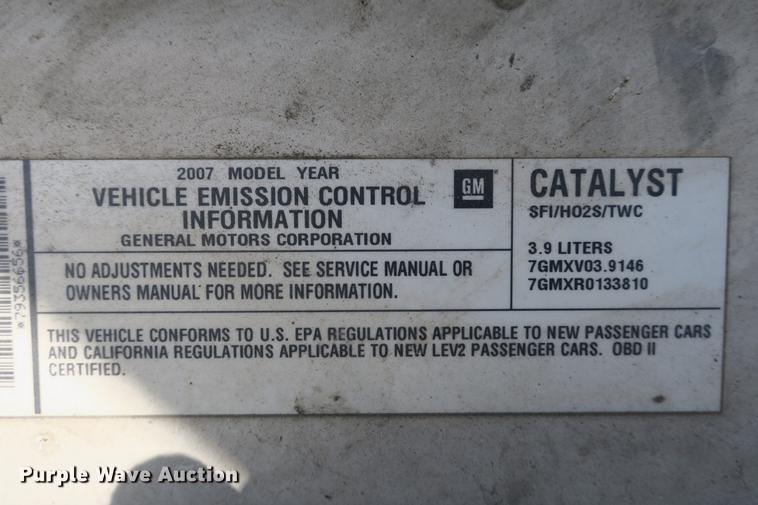 *79356656*
2007 MODEL YEAR
VEHICLE EMISSION CONTROL
INFORMATION
GENERAL MOTORS CORPORATION
GM
CATALYST
SFI/HO2S/TWC
3.9 LITERS
7GMXV03.9146
7GMXR0133810
NO ADJUSTMENTS NEEDED. SEE SERVICE MANUAL OR
OWNERS MANUAL FOR MORE INFORMATION.
THIS VEHICLE CONFORMS TO U.S. EPA REGULATIONS APPLICABLE TO NEW PASSENGER CARS
AND CALIFORNIA REGULATIONS APPLICABLE TO NEW LEV2 PASSENGER CARS. OBD II
CERTIFIED.
Purple Wave Auction